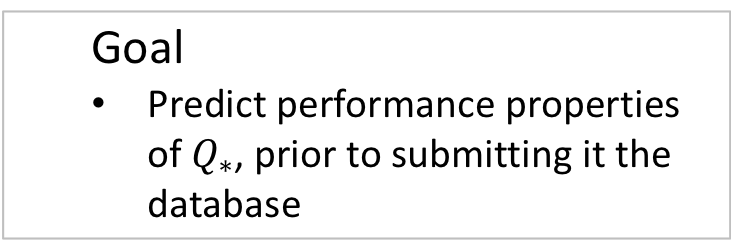 Goal
• Predict performance properties
of Q*, prior to submitting it the
database